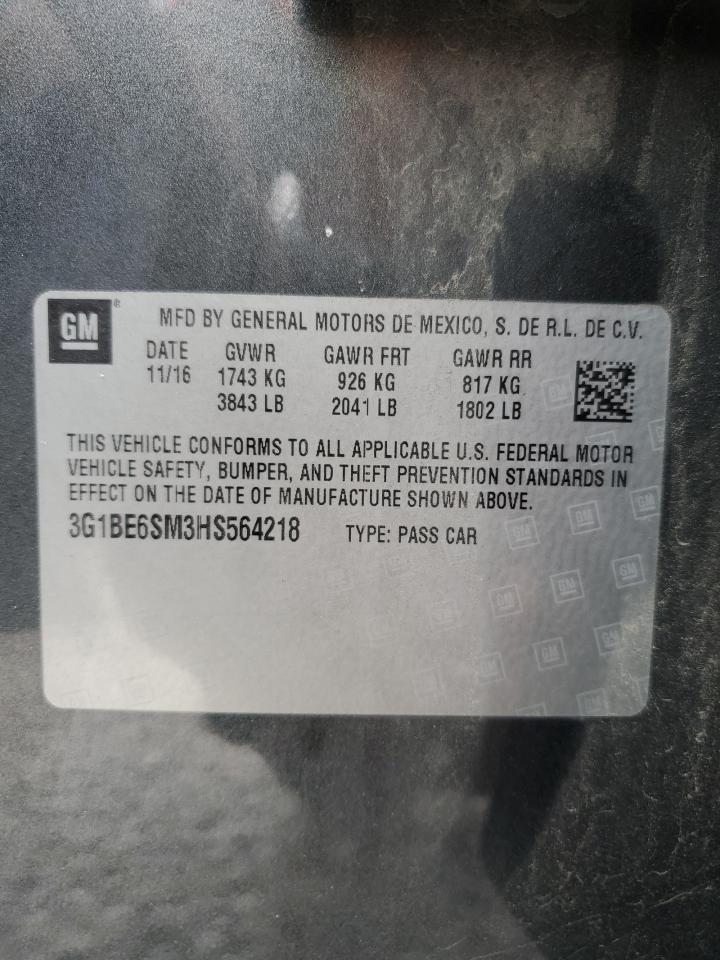 GM® MFD BY GENERAL MOTORS DE MEXICO, S. DE R.L. DE C.V.
DATE GVWR GAWR FRT GAWR RR
11/16 1743 KG 926 KG 817 KG
3843 LB 2041 LB 1802 LB
THIS VEHICLE CONFORMS TO ALL APPLICABLE U.S. FEDERAL MOTOR
VEHICLE SAFETY, BUMPER, AND THEFT PREVENTION STANDARDS IN
EFFECT ON THE DATE OF MANUFACTURE SHOWN ABOVE.
3G1BE6SM3HS564218 TYPE: PASS CAR